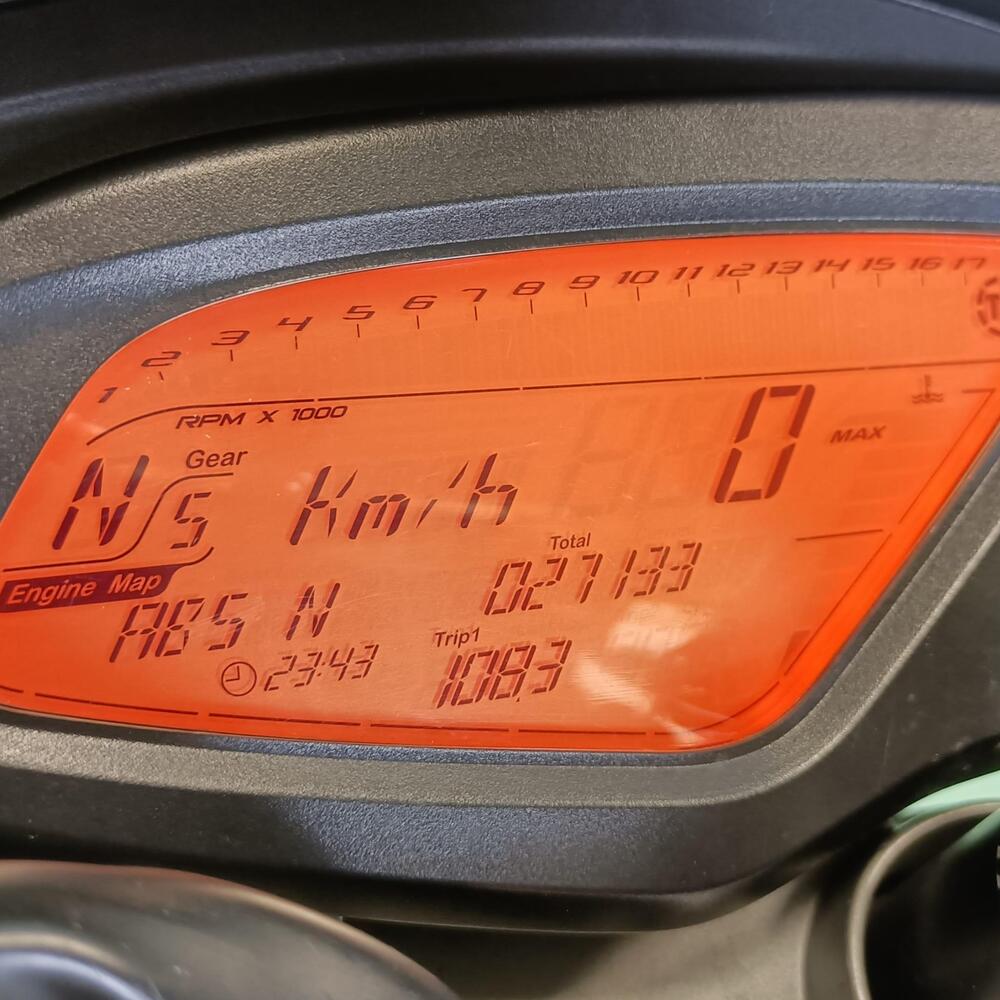 1 2 3 4 5 6 7 8 9 10 11 12 13 14 15 16 17
RPM X 1000
Gear
N S Km/h 0 MAX
Engine Map
Total
ABS N 027133
Trip1
23:43 108.3